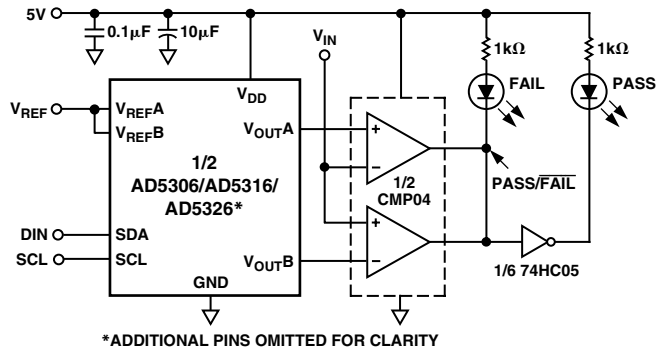 5V
0.1µF
10µF
VIN
1kΩ
1kΩ
FAIL
PASS
VDD
VREF
VREFA
VREFB
VOUTA
1/2
AD5306/AD5316/
AD5326*
1/2
CMP04
PASS/FAIL
DIN
SDA
SCL
SCL
VOUTB
GND
1/6 74HC05
*ADDITIONAL PINS OMITTED FOR CLARITY
+
−
+
−